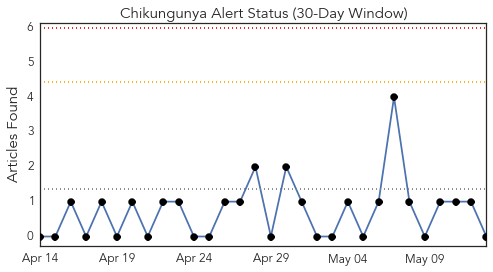 Chikungunya Alert Status (30-Day Window)
Articles Found
6
5
4
3
2
1
0
Apr 14 Apr 19 Apr 24 Apr 29 May 04 May 09